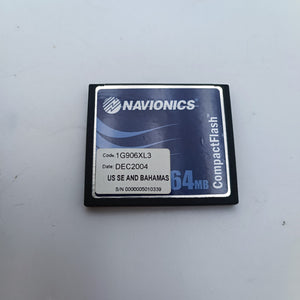 NAVIONICS
Code: 1G906XL3
Date: DEC2004
US SE AND BAHAMAS
S/N 0000005010339
64MB
CompactFlash